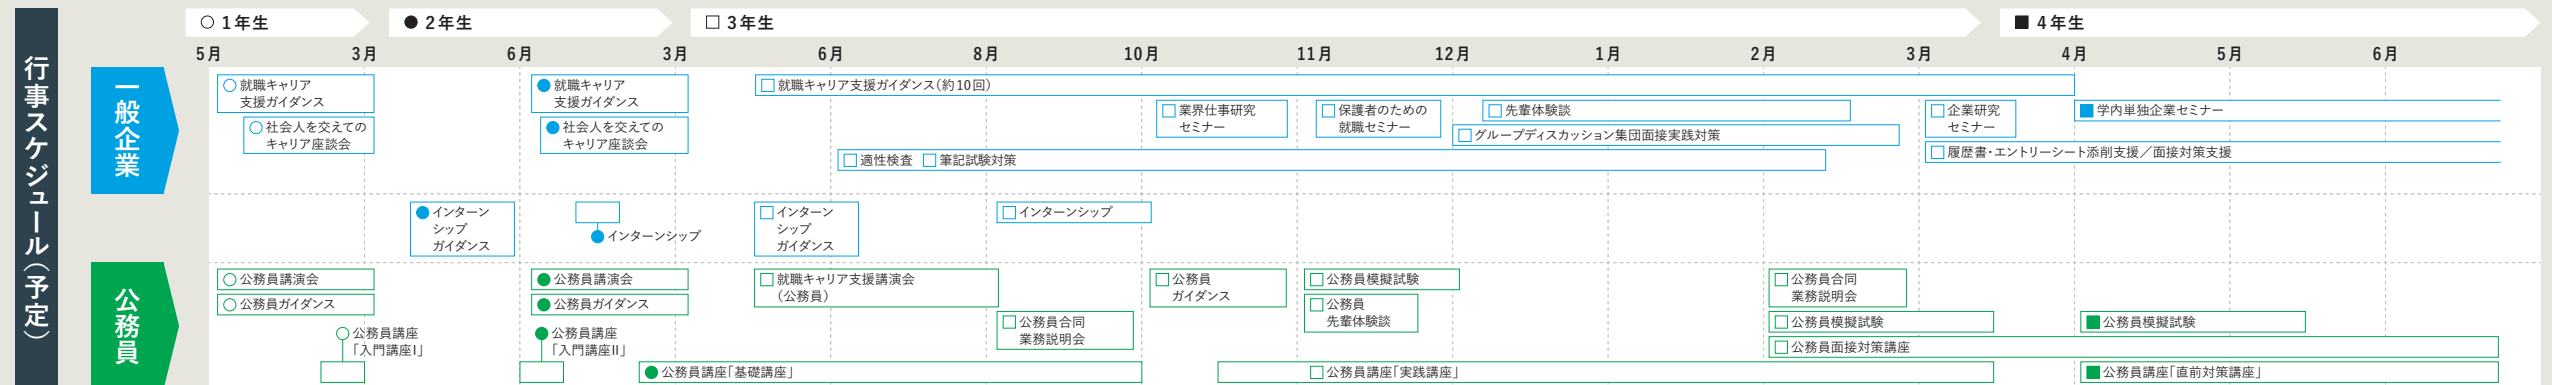 行事スケジュール（予定）
○ 1年生
● 2年生
□ 3年生
■ 4年生
5月
3月
6月
3月
6月
8月
10月
11月
12月
1月
2月
3月
4月
5月
6月
一般企業
○就職キャリア
支援ガイダンス
○社会人を交えての
キャリア座談会
●就職キャリア
支援ガイダンス
●社会人を交えての
キャリア座談会
□就職キャリア支援ガイダンス（約10回）
□業界仕事研究
セミナー
□保護者のための
就職セミナー
□先輩体験談
□グループディスカッション集団面接実践対策
□適性検査 □筆記試験対策
□企業研究
セミナー
■学内単独企業セミナー
□履歴書・エントリーシート添削支援／面接対策支援
●インターン
シップ
ガイダンス
●インターンシップ
□インターン
シップ
ガイダンス
□インターンシップ
公務員
○公務員講演会
○公務員ガイダンス
○公務員講座
「入門講座I」
●公務員講演会
●公務員ガイダンス
●公務員講座
「入門講座II」
●公務員講座「基礎講座」
□就職キャリア支援講演会
（公務員）
□公務員合同
業務説明会
□公務員
ガイダンス
□公務員模擬試験
□公務員
先輩体験談
□公務員講座「実践講座」
□公務員合同
業務説明会
□公務員模擬試験
□公務員面接対策講座
■公務員模擬試験
■公務員講座「直前対策講座」